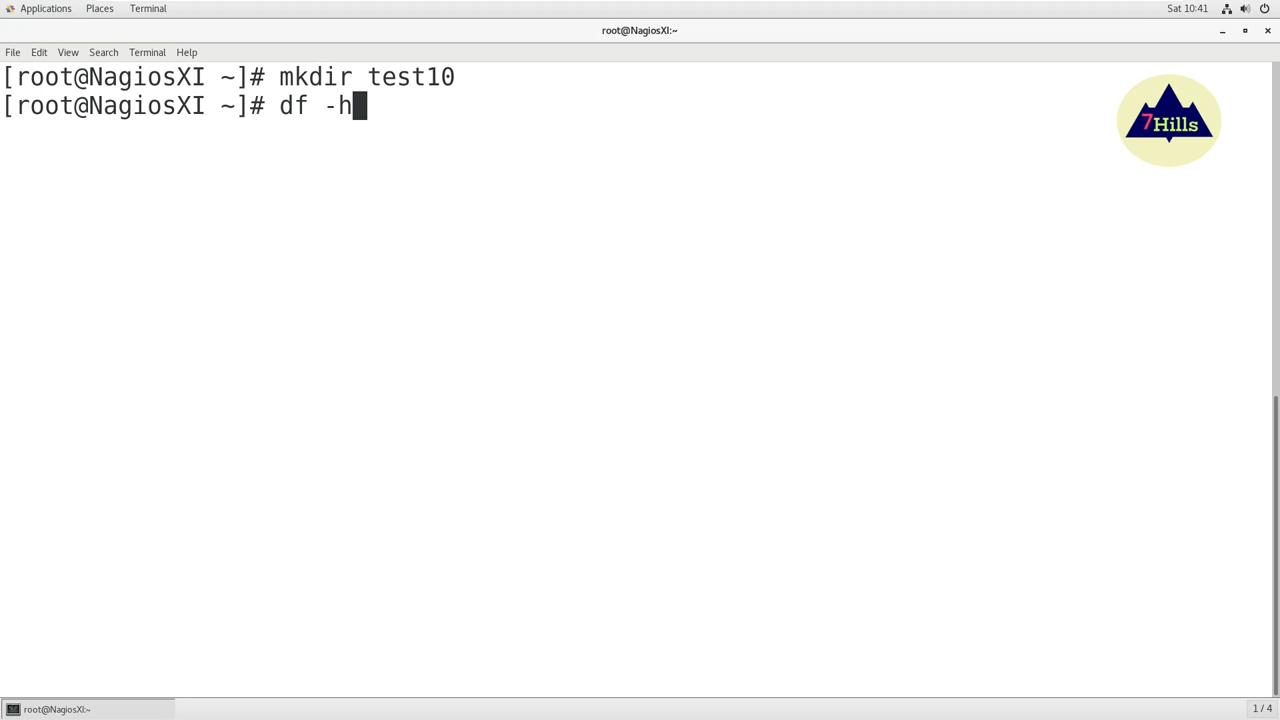 Applications Places Terminal Sat 10:41
root@NagiosXI:~
File Edit View Search Terminal Help
[root@NagiosXI ~]# mkdir test10
[root@NagiosXI ~]# df -h
7Hills
root@NagiosXI:~ 1 / 4